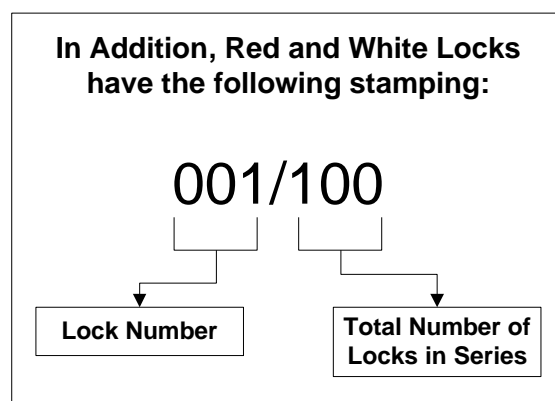 In Addition, Red and White Locks
have the following stamping:
001/100
Lock Number
Total Number of
Locks in Series